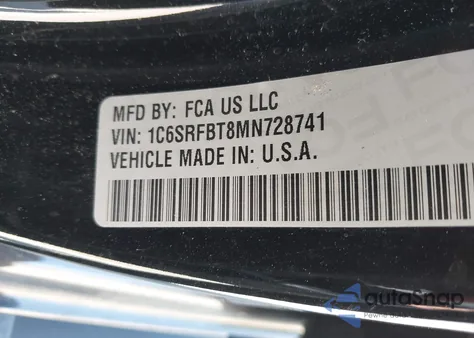 MFD BY: FCA US LLC
VIN: 1C6SRFBT8MN728741
VEHICLE MADE IN: U.S.A.
autoSnap